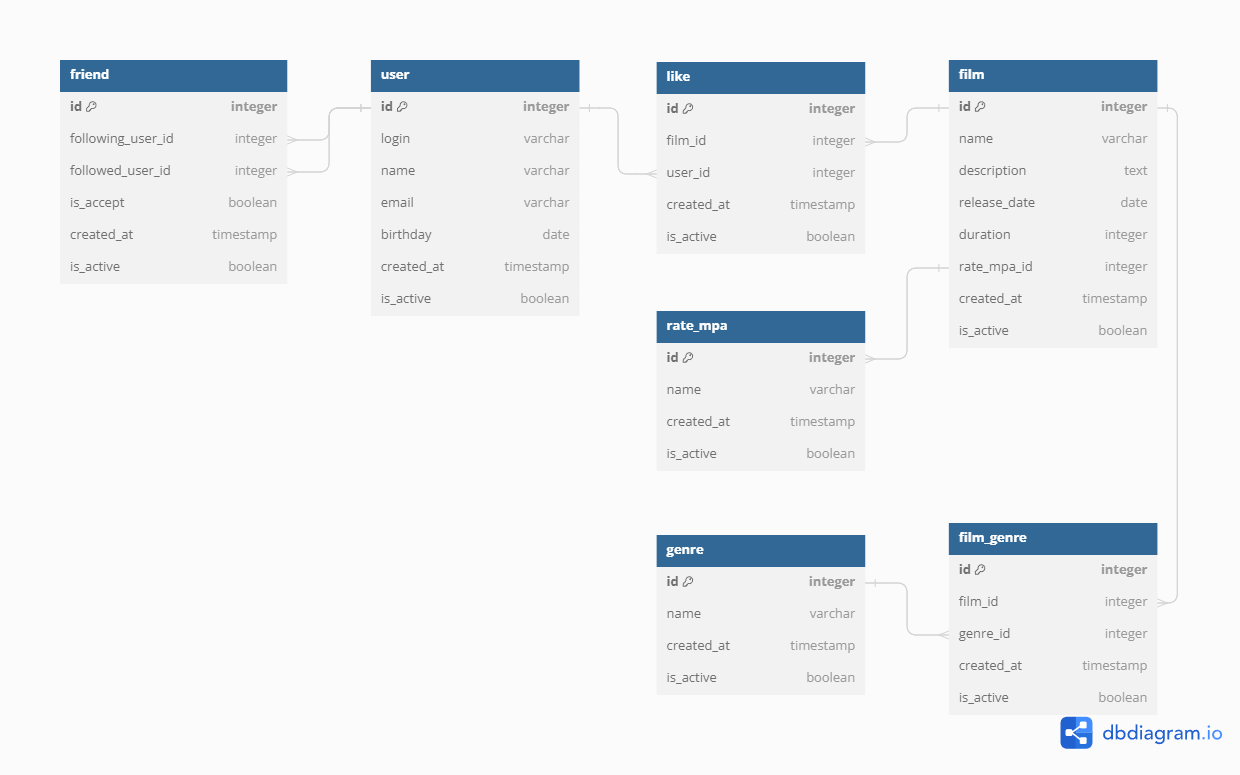 friend
id integer
following_user_id integer
followed_user_id integer
is_accept boolean
created_at timestamp
is_active boolean
user
id integer
login varchar
name varchar
email varchar
birthday date
created_at timestamp
is_active boolean
like
id integer
film_id integer
user_id integer
created_at timestamp
is_active boolean
film
id integer
name varchar
description text
release_date date
duration integer
rate_mpa_id integer
created_at timestamp
is_active boolean
rate_mpa
id integer
name varchar
created_at timestamp
is_active boolean
genre
id integer
name varchar
created_at timestamp
is_active boolean
film_genre
id integer
film_id integer
genre_id integer
created_at timestamp
is_active boolean
dbdiagram.io